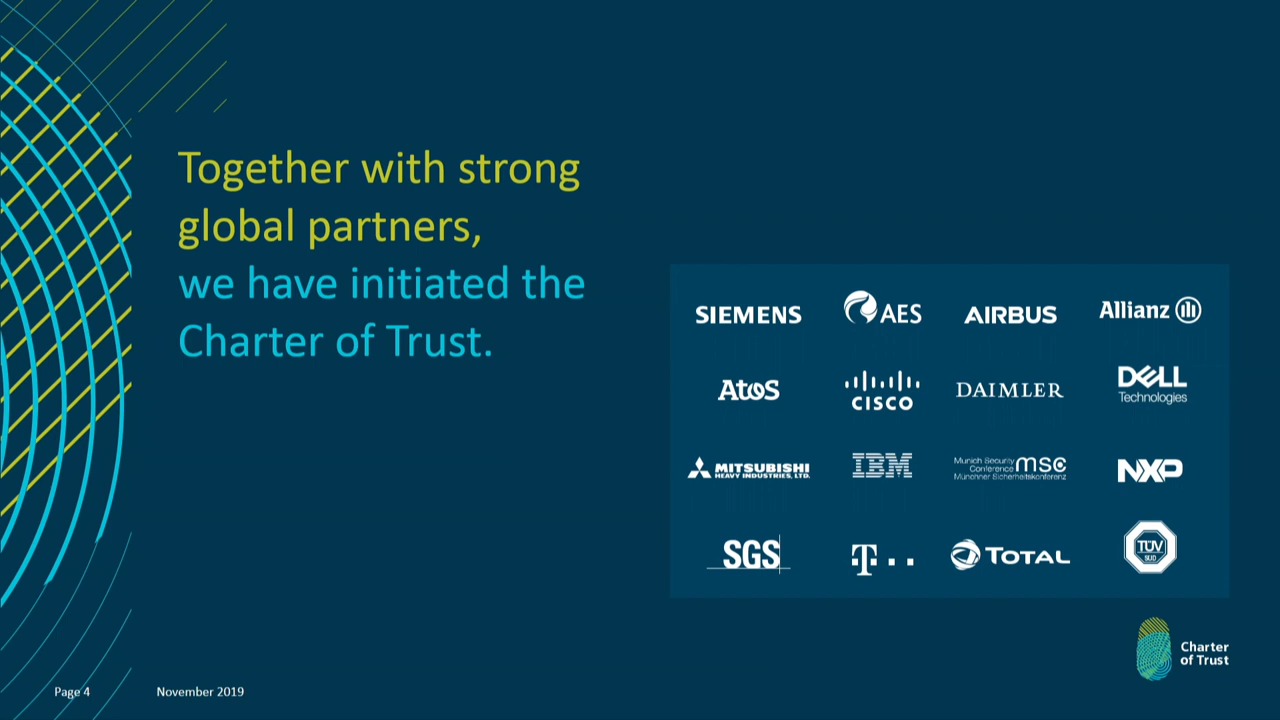 Together with strong
global partners,
we have initiated the
Charter of Trust.
SIEMENS
AES
AIRBUS
Allianz
Atos
CISCO
DAIMLER
DELL
Technologies
MITSUBISHI
HEAVY INDUSTRIES, LTD.
IBM
Munich Security
Conference msc
Münchner Sicherheitskonferenz
NXP
SGS
T . .
TOTAL
TÜV
SÜD
Charter
of Trust
Page 4
November 2019